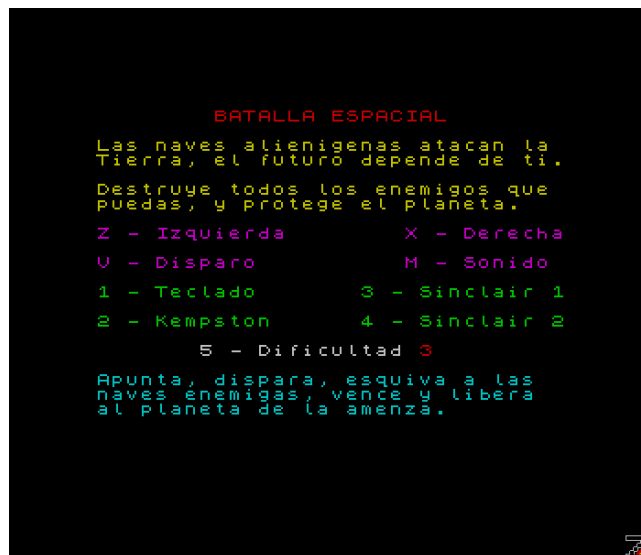 BATALLA ESPACIAL
Las naves alienigenas atacan la
Tierra, el futuro depende de ti.
Destruye todos los enemigos que
puedas, y protege el planeta.
Z - Izquierda X - Derecha
V - Disparo M - Sonido
1 - Teclado 3 - Sinclair 1
2 - Kempston 4 - Sinclair 2
5 - Dificultad 3
Apunta, dispara, esquiva a las
naves enemigas, vence y libera
al planeta de la amenza.